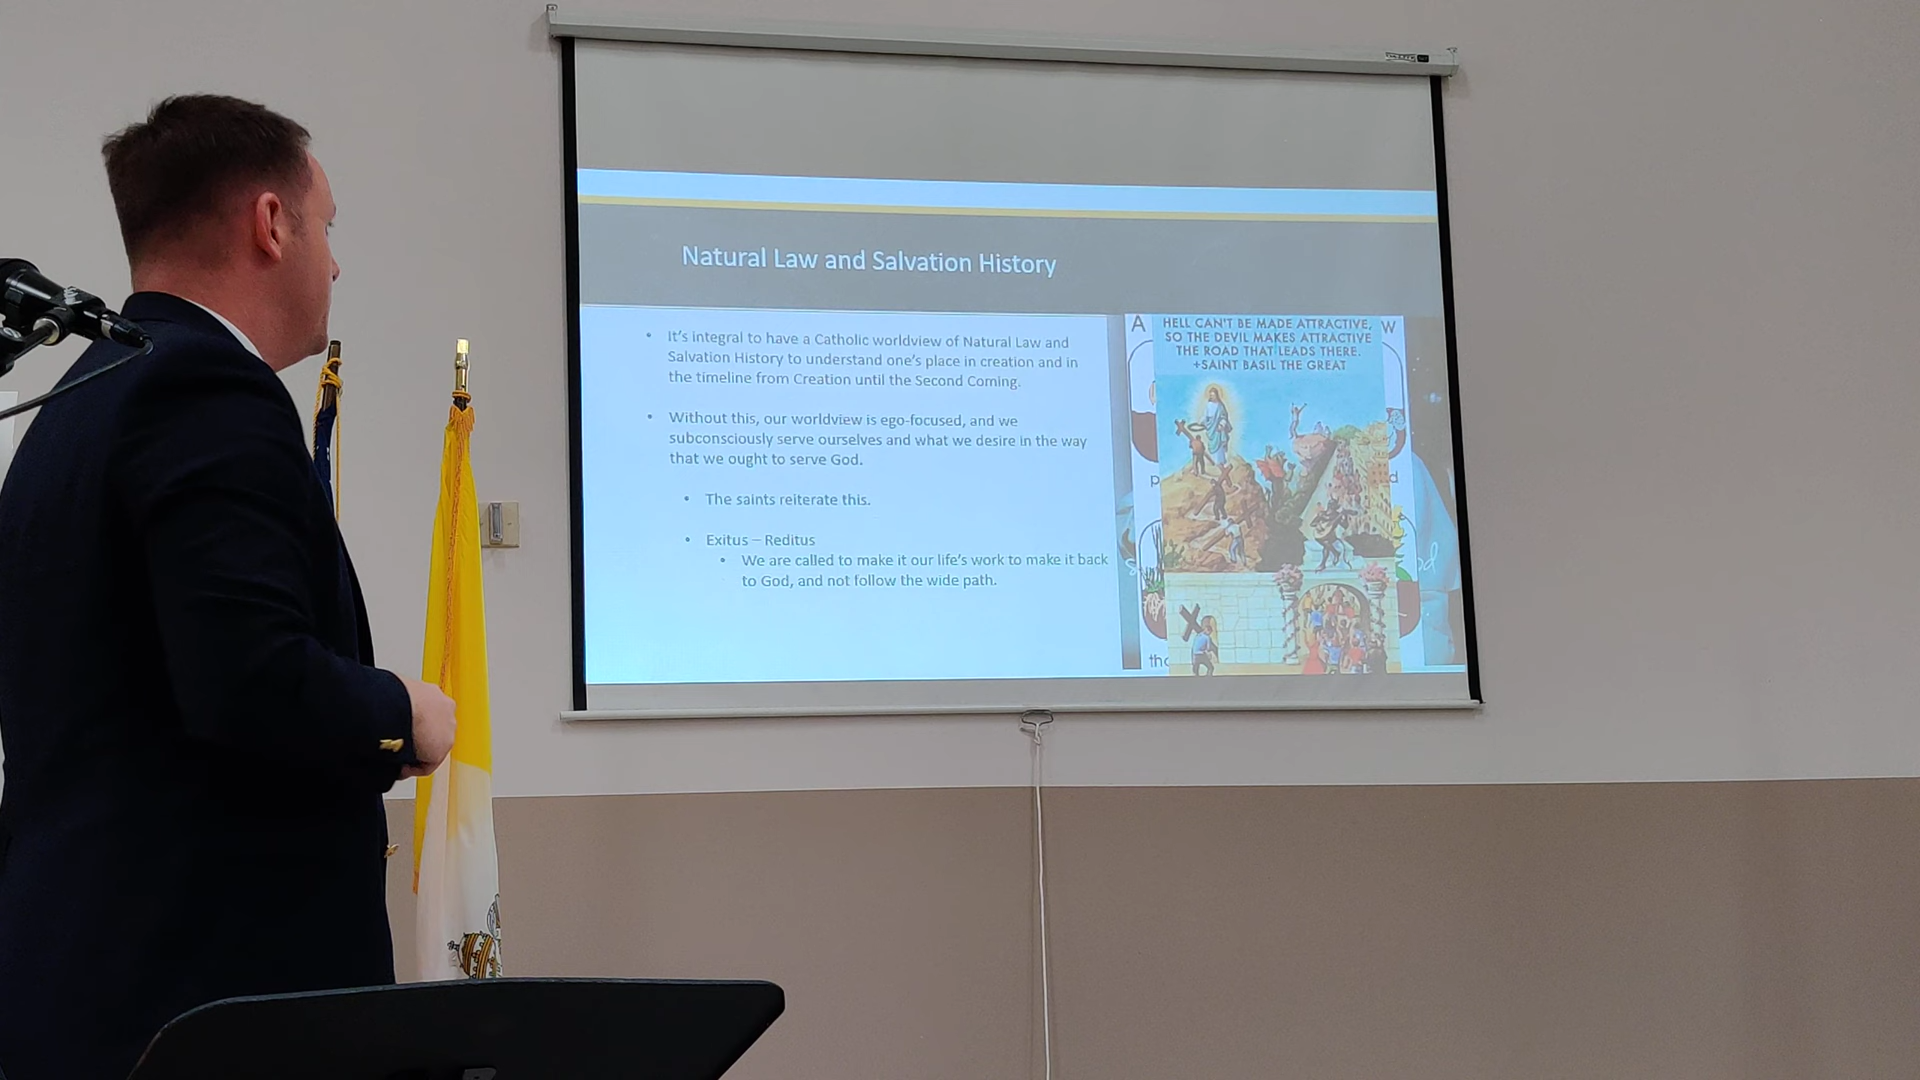 Natural Law and Salvation History
• It's integral to have a Catholic worldview of Natural Law and
Salvation History to understand one's place in creation and in
the timeline from Creation until the Second Coming.
• Without this, our worldview is ego-focused, and we
subconsciously serve ourselves and what we desire in the way
that we ought to serve God.
• The saints reiterate this.
• Exitus – Reditus
• We are called to make it our life's work to make it back
to God, and not follow the wide path.
A
HELL CAN'T BE MADE ATTRACTIVE,
SO THE DEVIL MAKES ATTRACTIVE
THE ROAD THAT LEADS THERE.
+SAINT BASIL THE GREAT
W
p
d
s
od
tho